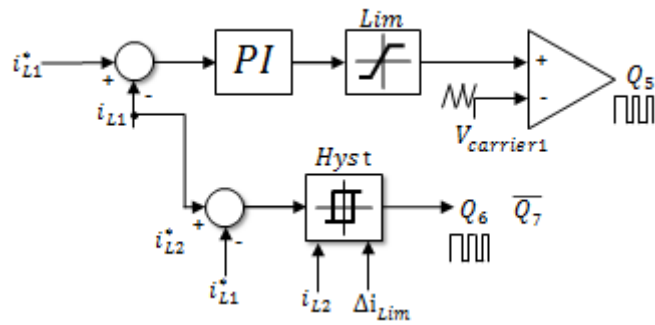 Lim
i*L1
+
-
PI
+
-
Q5
iL1
Vcarrier1
Hyst
i*L2
+
-
Q6 Q̅7̅
i*L1
iL2
ΔiLim